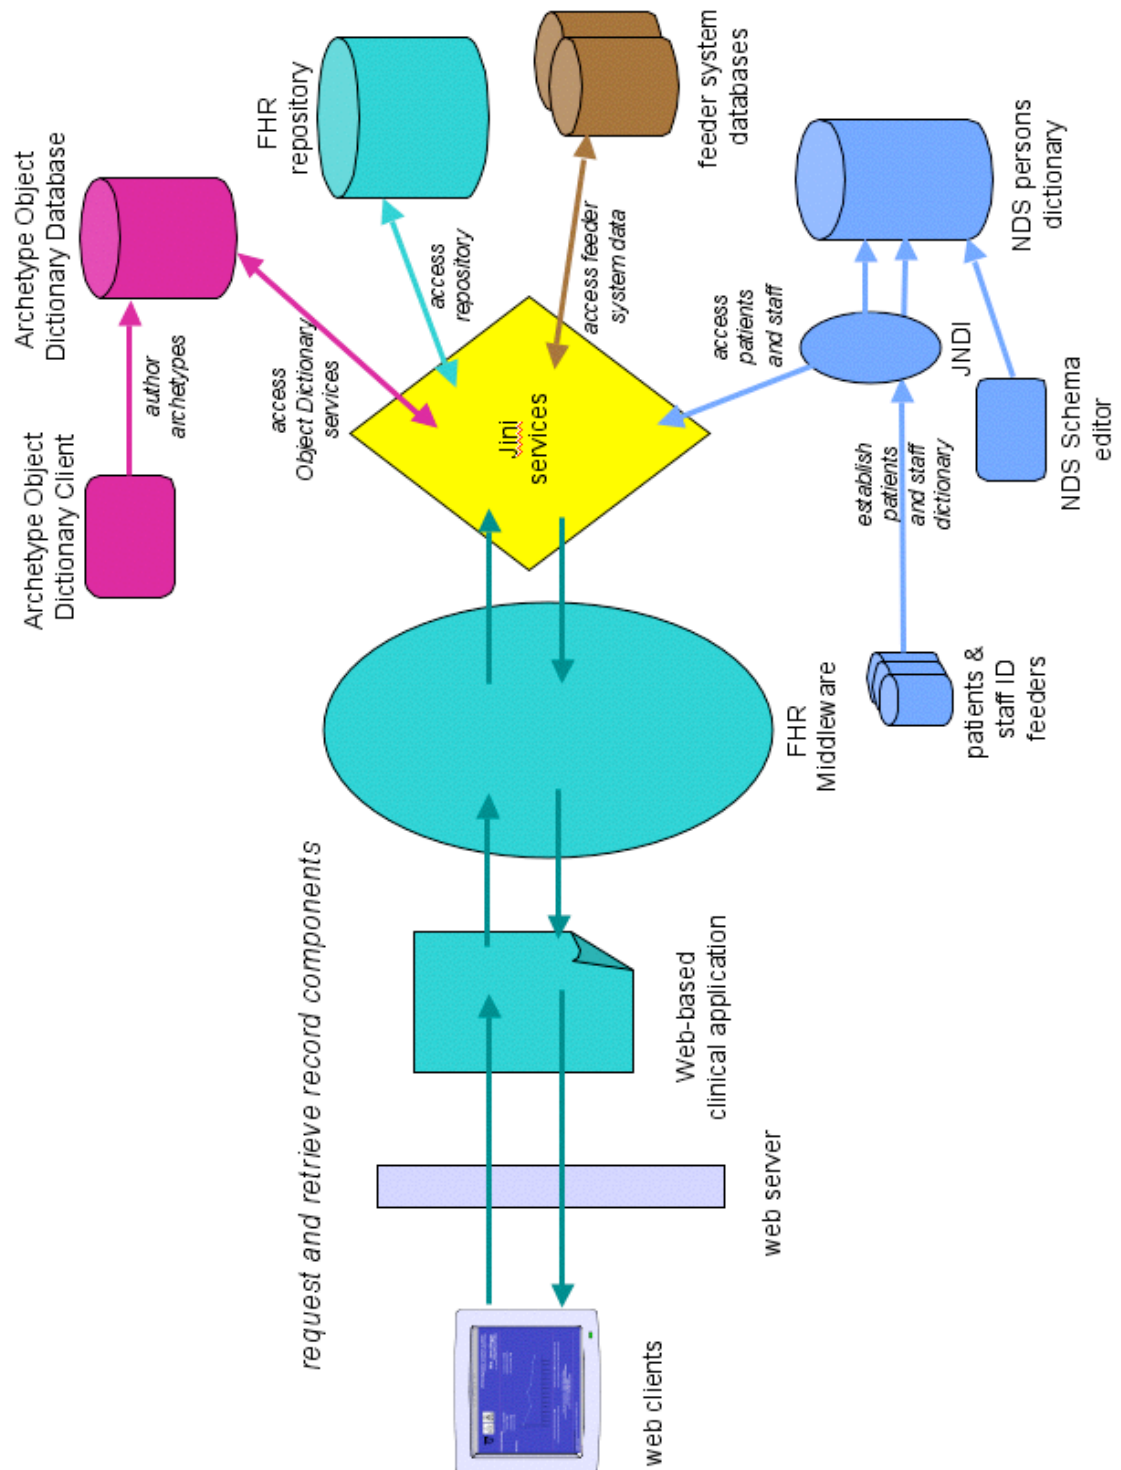 Archetype Object
Dictionary Client
author
archetypes
Archetype Object
Dictionary Database
access
Object Dictionary
services
FHR
repository
access
repository
feeder system
databases
access feeder
system data
Jini
services
access
patients
and staff
NDS persons
dictionary
JNDI
NDS Schema
editor
establish
patients
and staff
dictionary
patients &
staff ID
feeders
FHR
Middleware
request and retrieve record components
Web-based
clinical application
web server
web clients